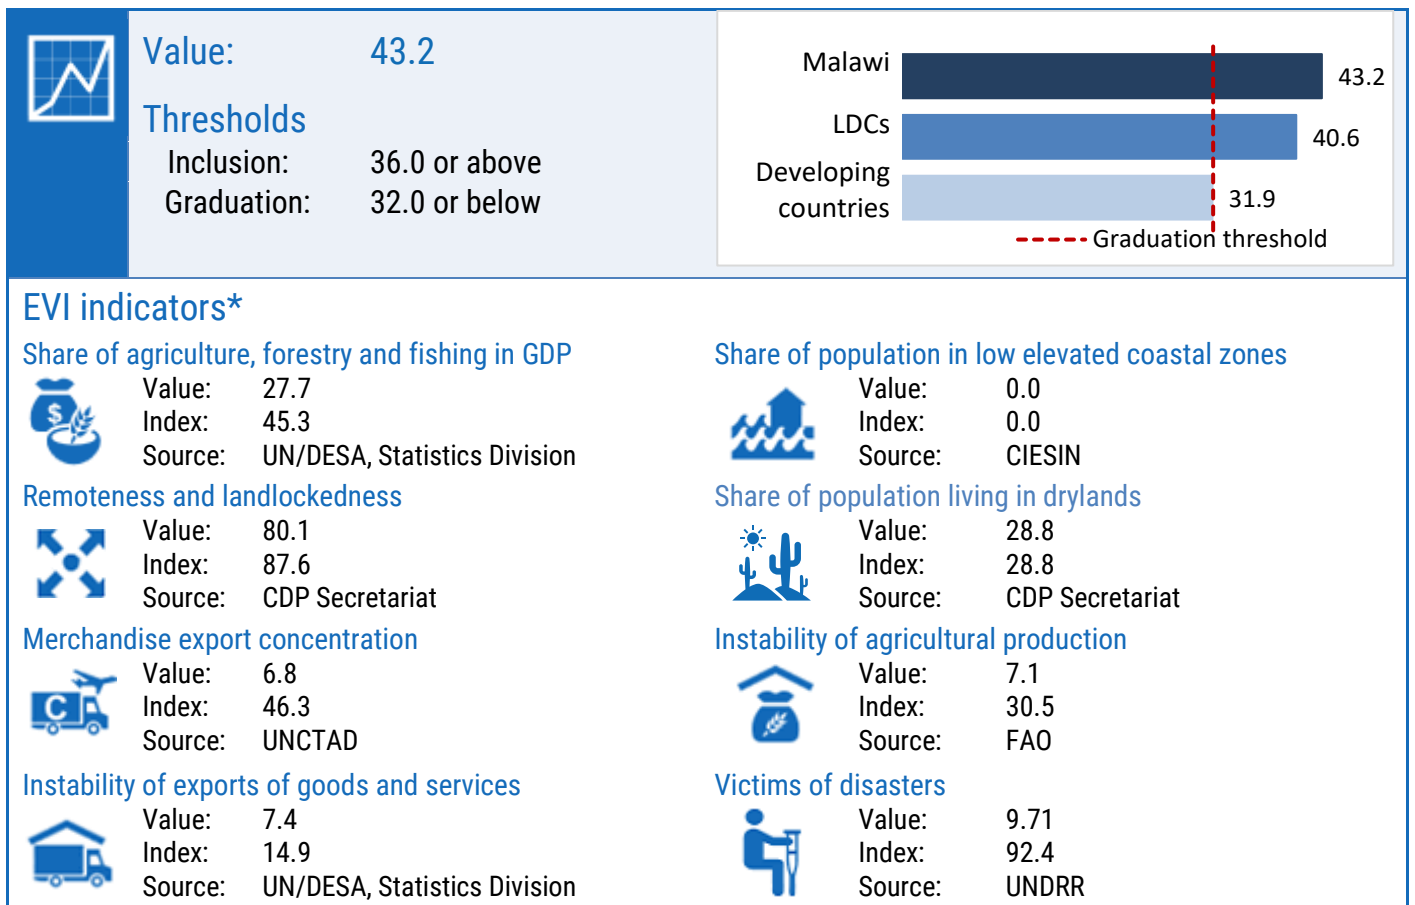 Value: 43.2
Thresholds
Inclusion: 36.0 or above
Graduation: 32.0 or below
Malawi 43.2
LDCs 40.6
Developing
countries 31.9
Graduation threshold
EVI indicators*
Share of agriculture, forestry and fishing in GDP
Value: 27.7
Index: 45.3
Source: UN/DESA, Statistics Division
Share of population in low elevated coastal zones
Value: 0.0
Index: 0.0
Source: CIESIN
Remoteness and landlockedness
Value: 80.1
Index: 87.6
Source: CDP Secretariat
Share of population living in drylands
Value: 28.8
Index: 28.8
Source: CDP Secretariat
Merchandise export concentration
C
Value: 6.8
Index: 46.3
Source: UNCTAD
Instability of agricultural production
Value: 7.1
Index: 30.5
Source: FAO
Instability of exports of goods and services
Value: 7.4
Index: 14.9
Source: UN/DESA, Statistics Division
Victims of disasters
Value: 9.71
Index: 92.4
Source: UNDRR